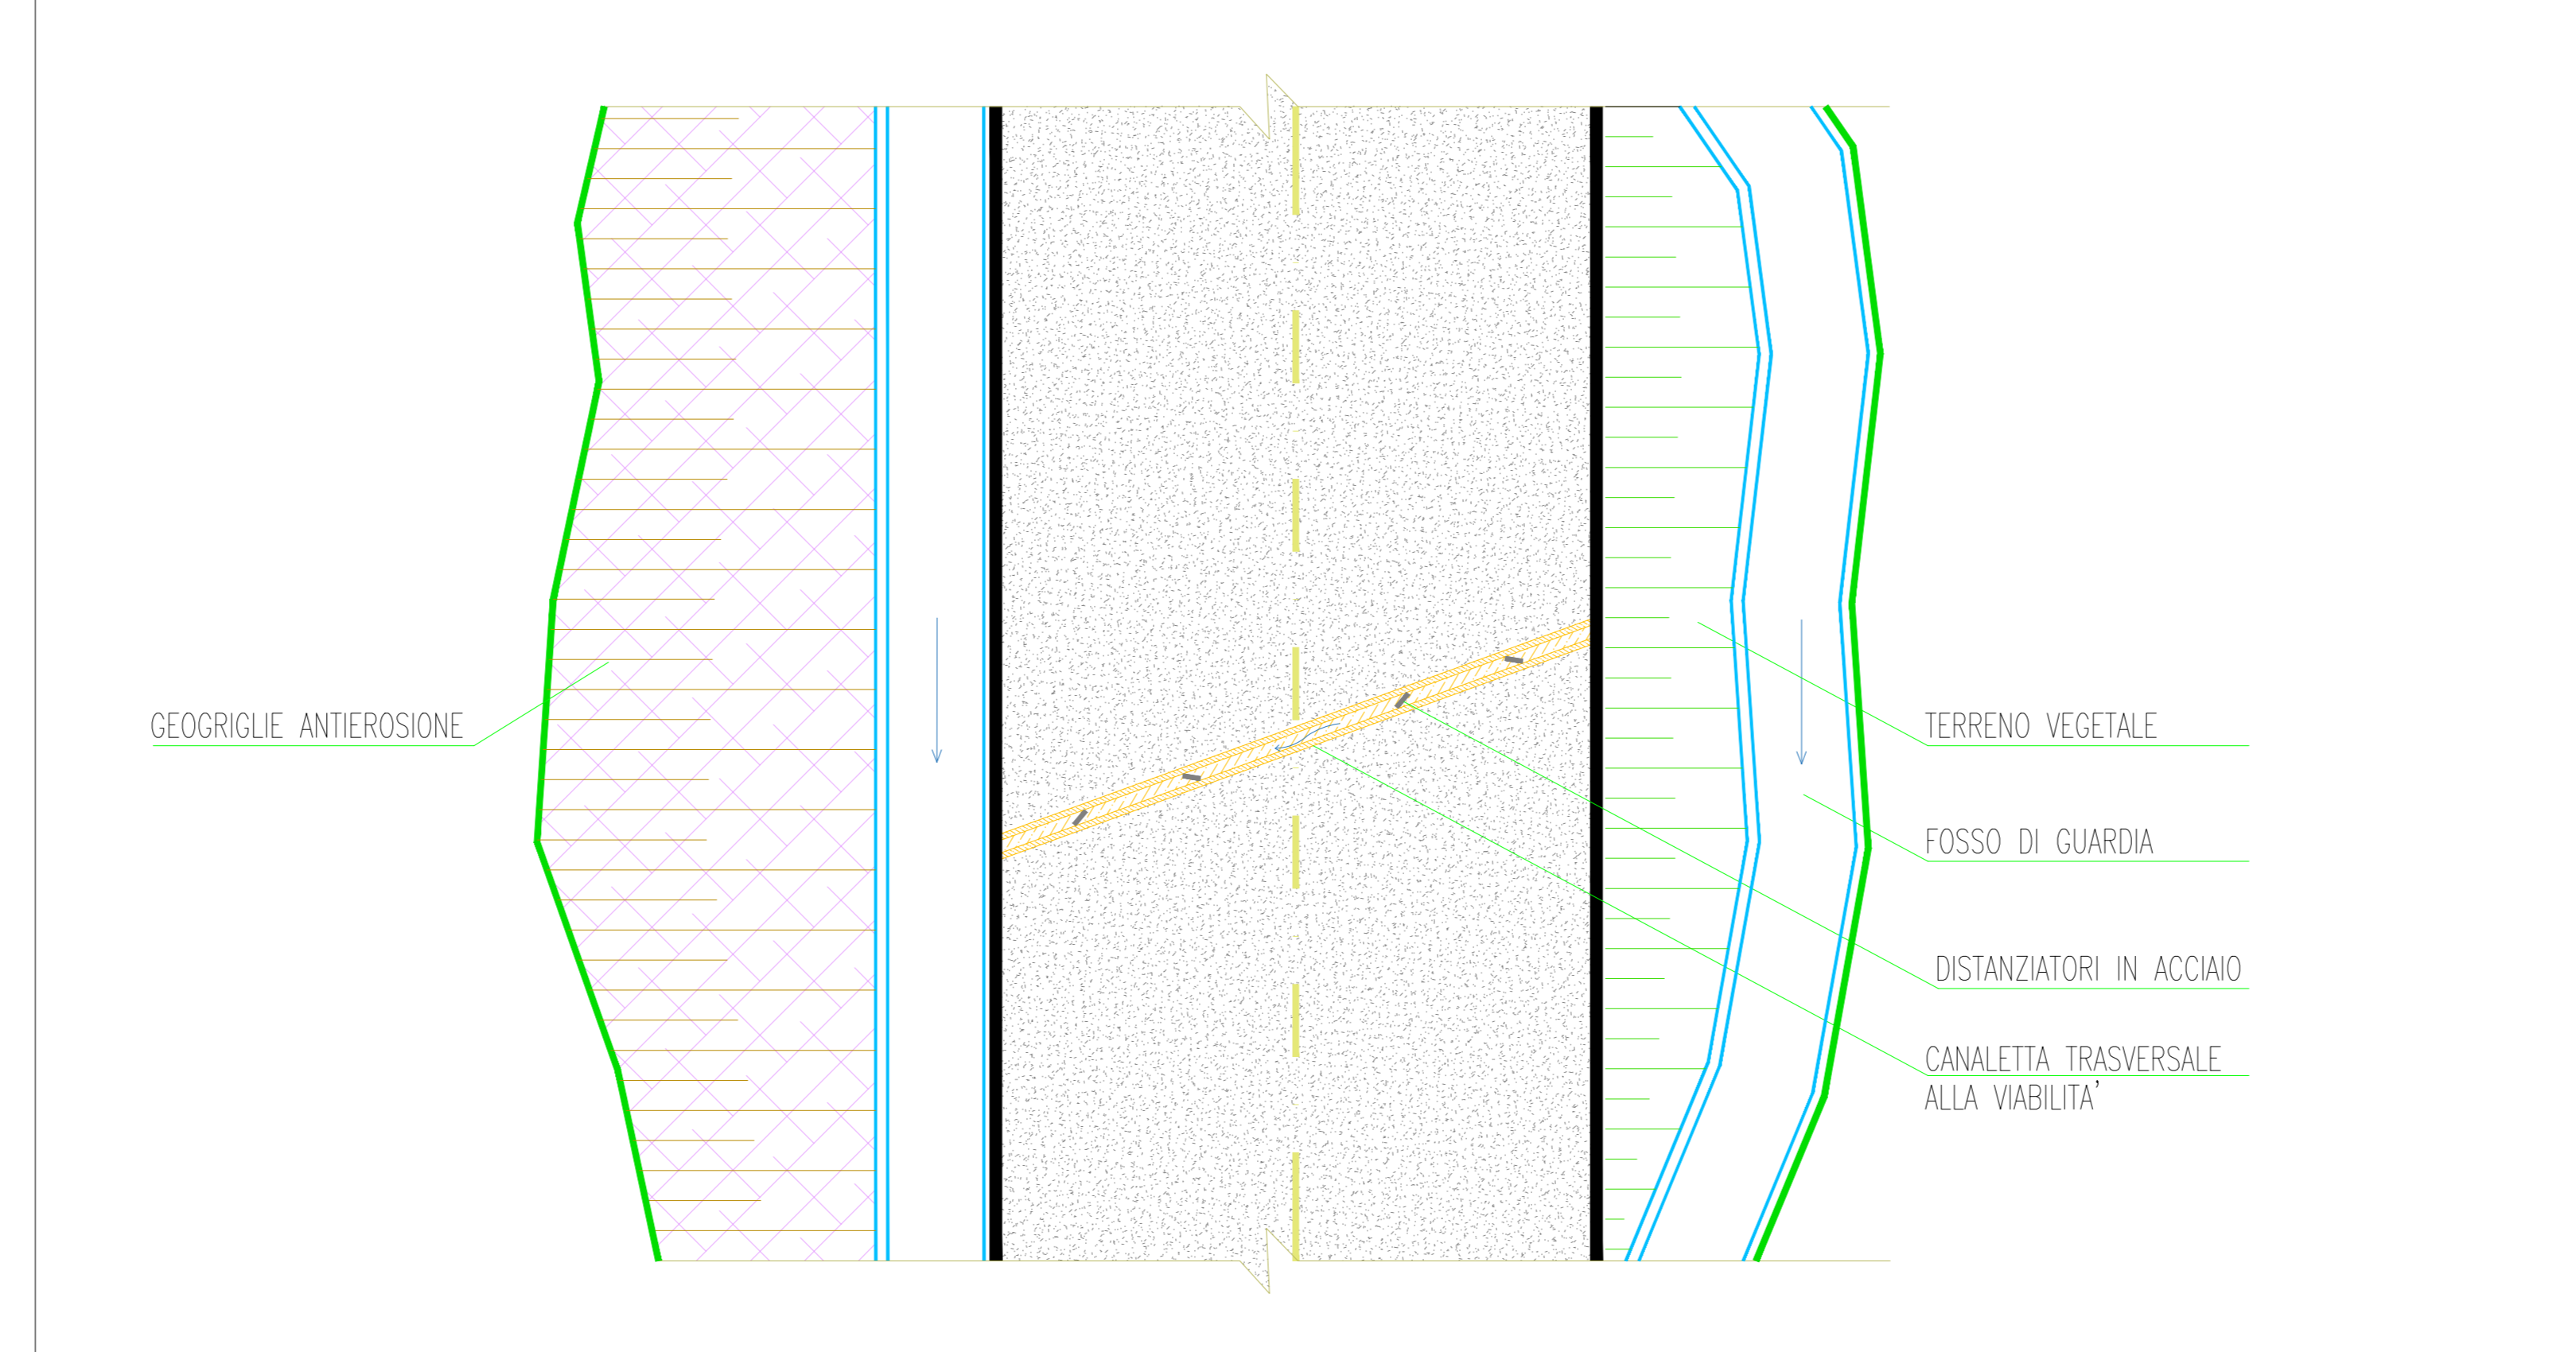 GEOGRIGLIE ANTIEROSIONE
TERRENO VEGETALE
FOSSO DI GUARDIA
DISTANZIATORI IN ACCIAIO
CANALETTA TRASVERSALE
ALLA VIABILITA'